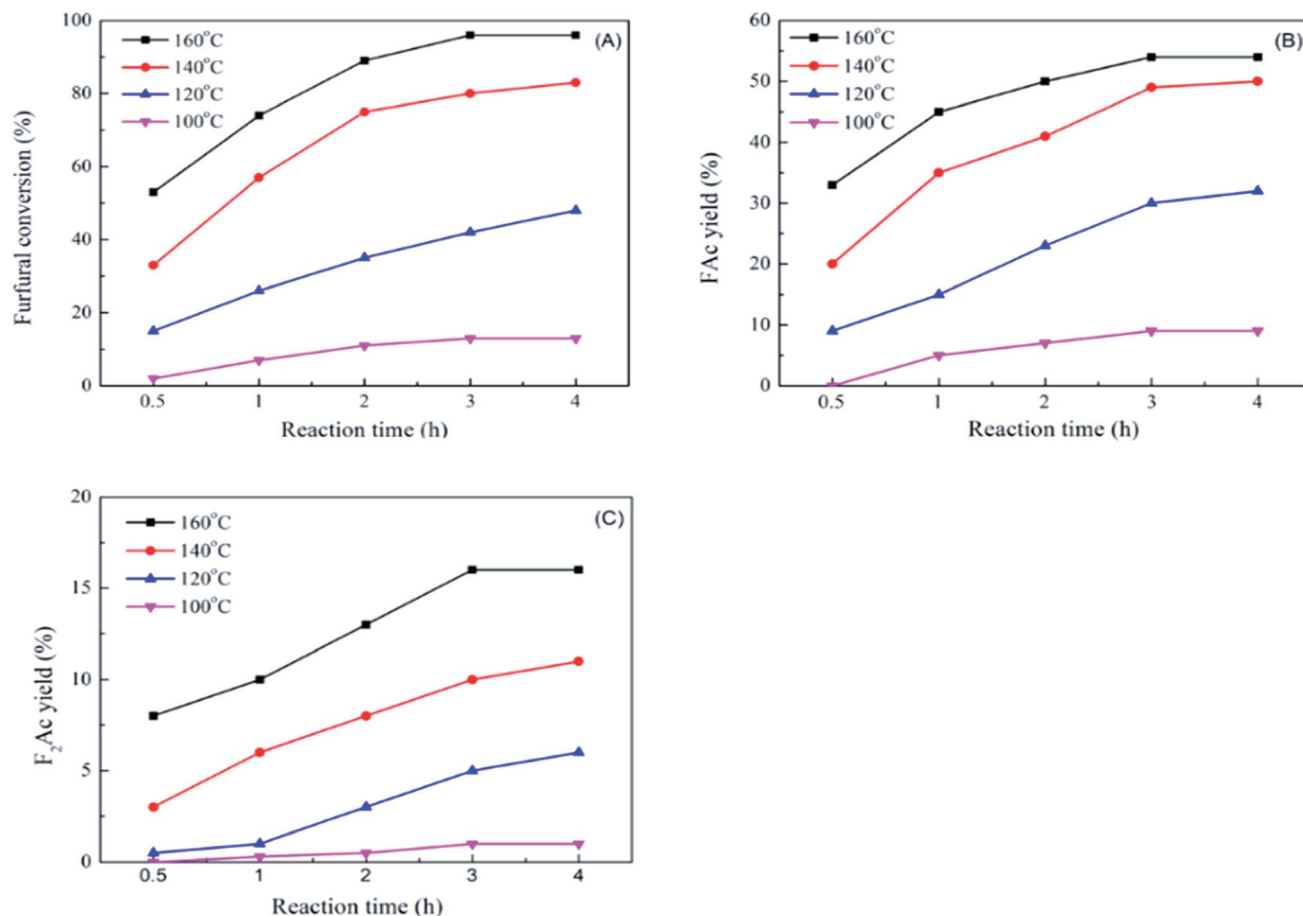 (A)
160°C
140°C
120°C
100°C
Furfural conversion (%)
100
80
60
40
20
0
0.5 1 2 3 4
Reaction time (h)
(B)
160°C
140°C
120°C
100°C
FAc yield (%)
60
50
40
30
20
10
0
0.5 1 2 3 4
Reaction time (h)
(C)
160°C
140°C
120°C
100°C
F₂Ac yield (%)
20
15
10
5
0
0.5 1 2 3 4
Reaction time (h)